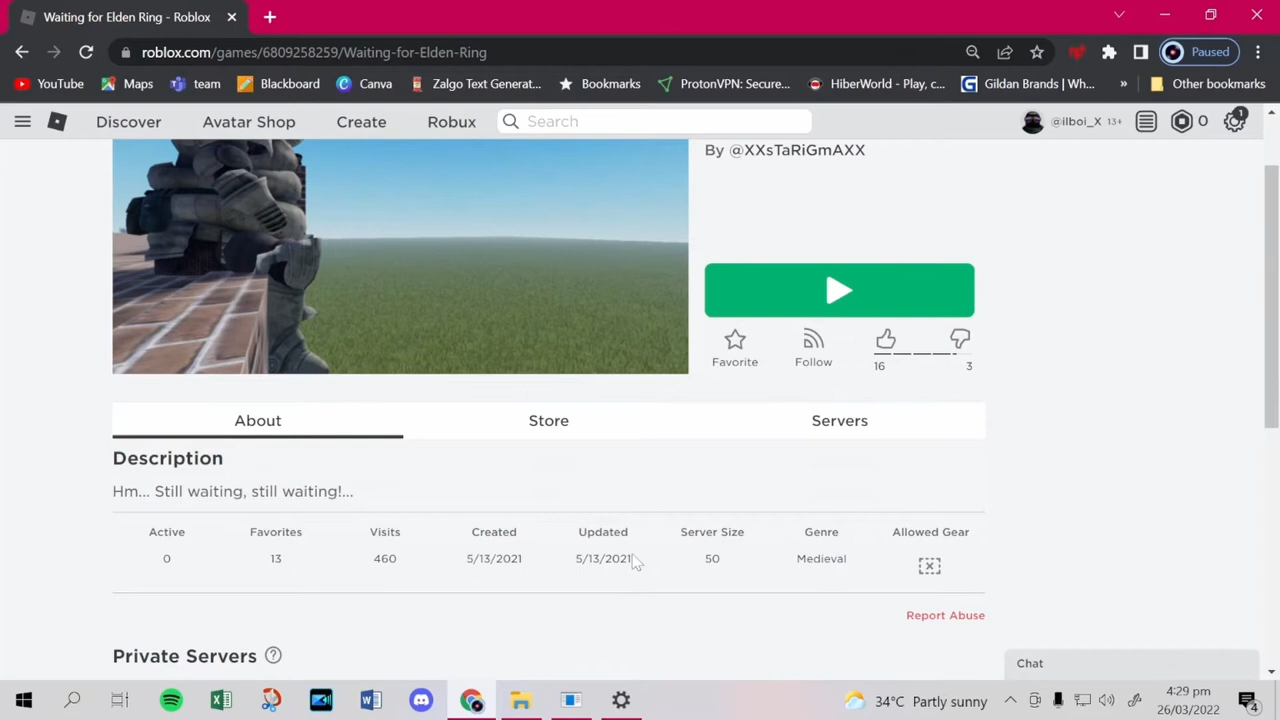 Waiting for Elden Ring - Roblox
roblox.com/games/6809258259/Waiting-for-Elden-Ring
Paused
YouTube Maps team Blackboard Canva Zalgo Text Generat... Bookmarks ProtonVPN: Secure... HiberWorld - Play, c... Gildan Brands | Wh... » Other bookmarks
Discover Avatar Shop Create Robux Search @ilboi_X 13+ 0 1
By @XXsTaRiGmAXX
Favorite Follow 16 3
About Store Servers
Description
Hm... Still waiting, still waiting!...
Active Favorites Visits Created Updated Server Size Genre Allowed Gear
0 13 460 5/13/2021 5/13/2021 50 Medieval
Report Abuse
Private Servers ?
Chat
34°C Partly sunny 4:29 pm
26/03/2022 4